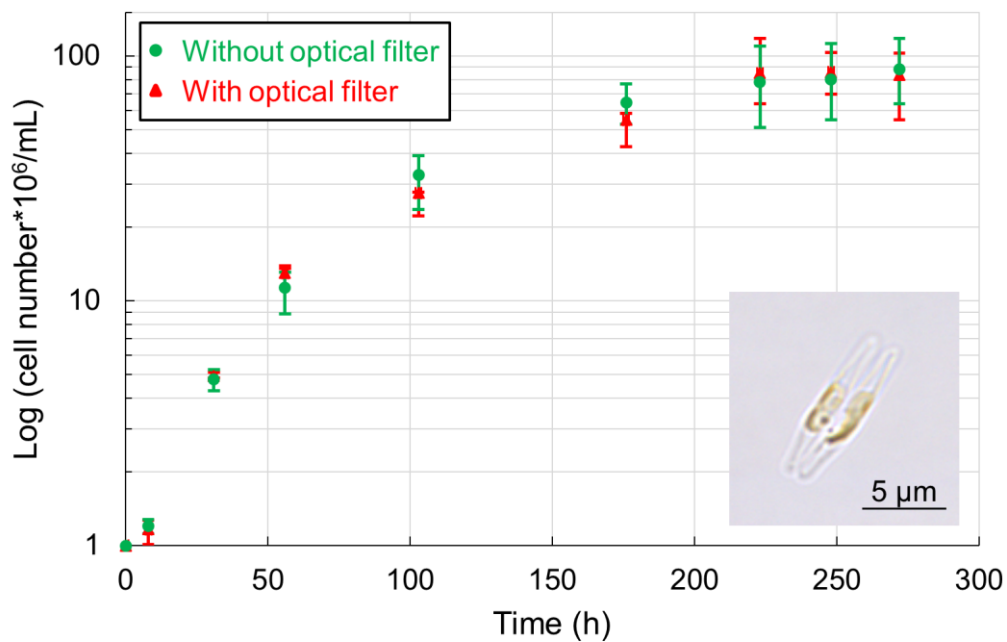 100
10
1
Log (cell number*10⁶/mL)
Without optical filter
With optical filter
5 µm
0 50 100 150 200 250 300
Time (h)